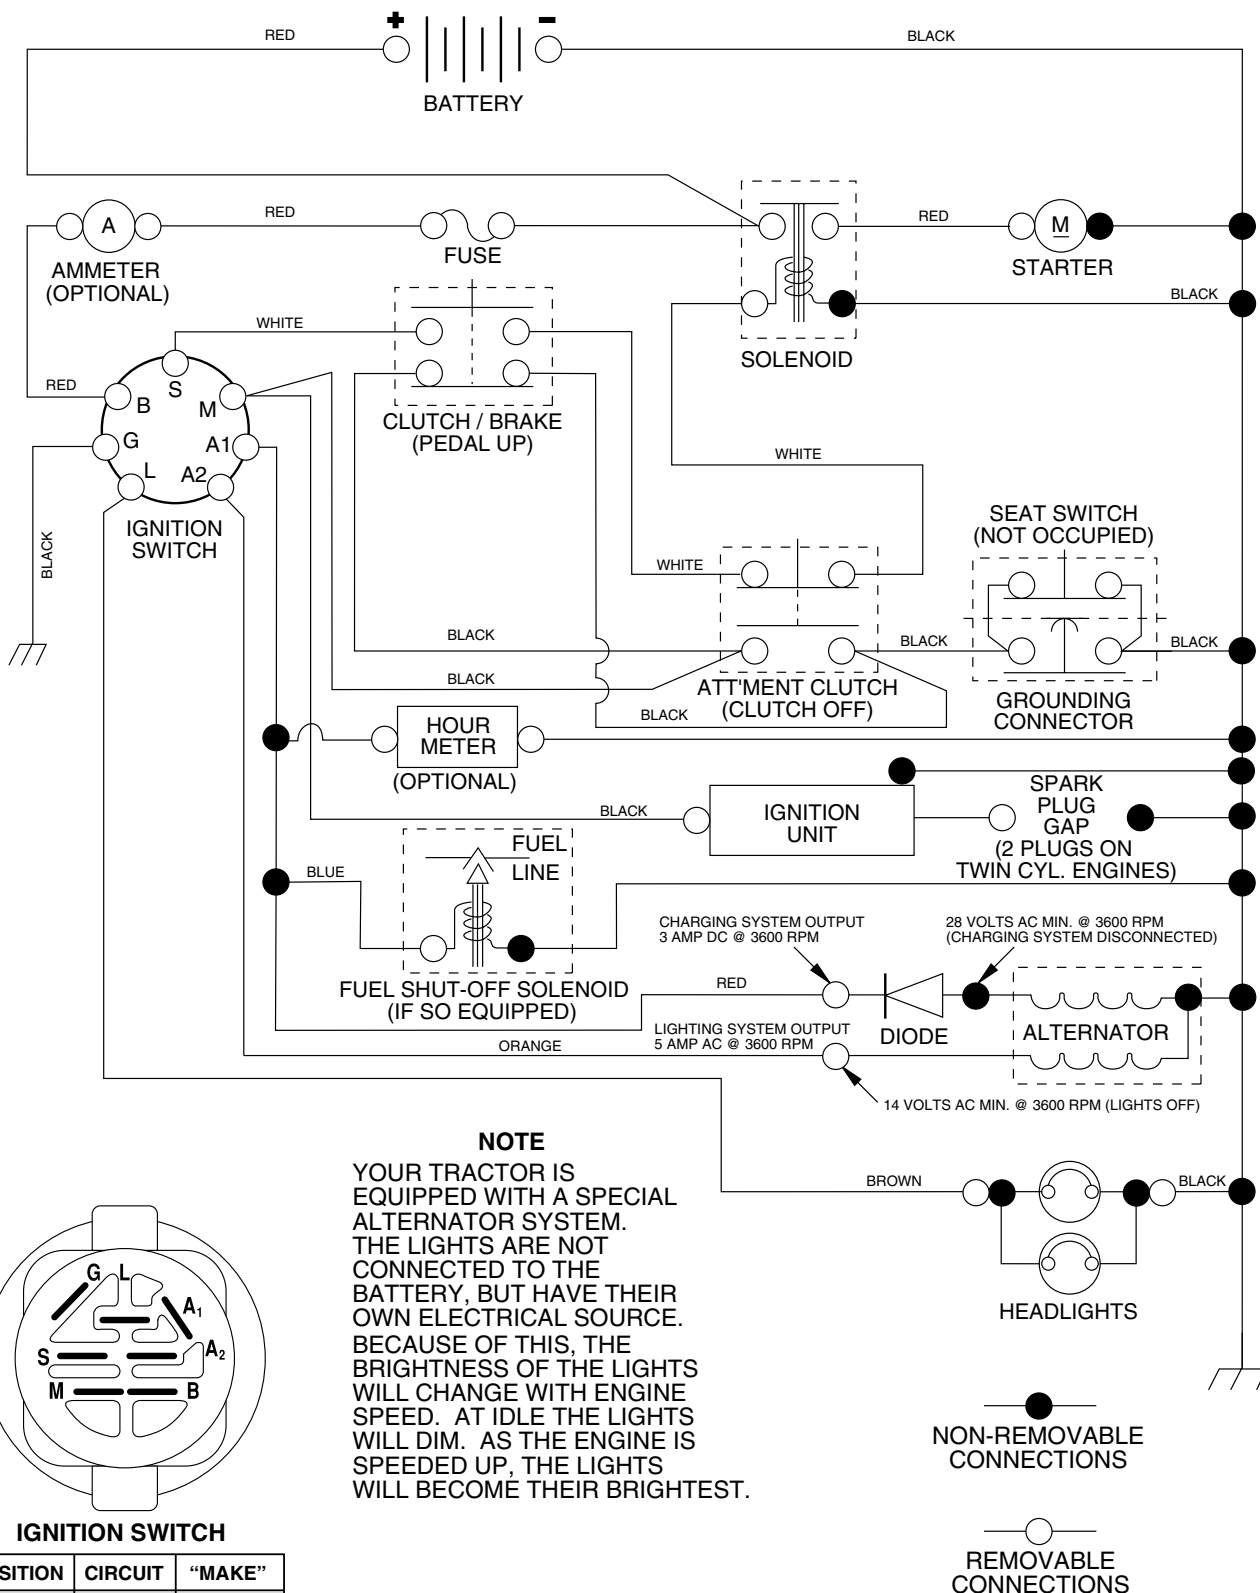 + -
RED
BLACK
BATTERY
RED
RED
A
M
FUSE
STARTER
AMMETER
(OPTIONAL)
BLACK
WHITE
SOLENOID
RED
S
B
M
CLUTCH / BRAKE
(PEDAL UP)
G
A1
L
A2
WHITE
IGNITION
SWITCH
BLACK
SEAT SWITCH
(NOT OCCUPIED)
WHITE
BLACK
BLACK
BLACK
BLACK
ATT'MENT CLUTCH
(CLUTCH OFF)
GROUNDING
CONNECTOR
BLACK
HOUR
METER
(OPTIONAL)
BLACK
IGNITION
UNIT
SPARK
PLUG
GAP
(2 PLUGS ON
TWIN CYL. ENGINES)
FUEL
LINE
BLUE
CHARGING SYSTEM OUTPUT
3 AMP DC @ 3600 RPM
28 VOLTS AC MIN. @ 3600 RPM
(CHARGING SYSTEM DISCONNECTED)
FUEL SHUT-OFF SOLENOID
(IF SO EQUIPPED)
RED
DIODE
ALTERNATOR
LIGHTING SYSTEM OUTPUT
5 AMP AC @ 3600 RPM
ORANGE
14 VOLTS AC MIN. @ 3600 RPM (LIGHTS OFF)
NOTE
YOUR TRACTOR IS
EQUIPPED WITH A SPECIAL
ALTERNATOR SYSTEM.
THE LIGHTS ARE NOT
CONNECTED TO THE
BATTERY, BUT HAVE THEIR
OWN ELECTRICAL SOURCE.
BECAUSE OF THIS, THE
BRIGHTNESS OF THE LIGHTS
WILL CHANGE WITH ENGINE
SPEED. AT IDLE THE LIGHTS
WILL DIM. AS THE ENGINE IS
SPEEDED UP, THE LIGHTS
WILL BECOME THEIR BRIGHTEST.
BROWN
BLACK
HEADLIGHTS
G L
A1
S
A2
M
B
IGNITION SWITCH
SITION CIRCUIT “MAKE”
NON-REMOVABLE
CONNECTIONS
REMOVABLE
CONNECTIONS